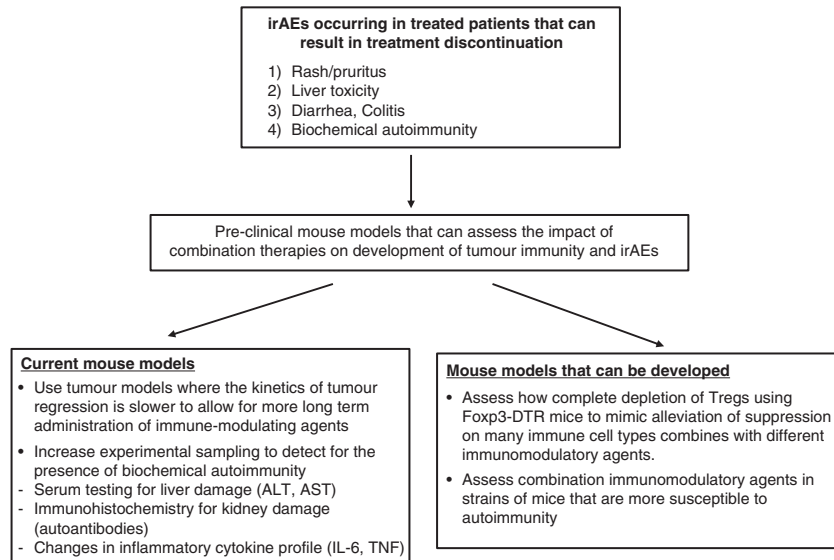 irAEs occurring in treated patients that can
result in treatment discontinuation
1) Rash/pruritus
2) Liver toxicity
3) Diarrhea, Colitis
4) Biochemical autoimmunity
Pre-clinical mouse models that can assess the impact of
combination therapies on development of tumour immunity and irAEs
Current mouse models
• Use tumour models where the kinetics of tumour
regression is slower to allow for more long term
administration of immune-modulating agents
• Increase experimental sampling to detect for the
presence of biochemical autoimmunity
- Serum testing for liver damage (ALT, AST)
- Immunohistochemistry for kidney damage
(autoantibodies)
- Changes in inflammatory cytokine profile (IL-6, TNF)
Mouse models that can be developed
• Assess how complete depletion of Tregs using
Foxp3-DTR mice to mimic alleviation of suppression
on many immune cell types combines with different
immunomodulatory agents.
• Assess combination immunomodulatory agents in
strains of mice that are more susceptible to
autoimmunity